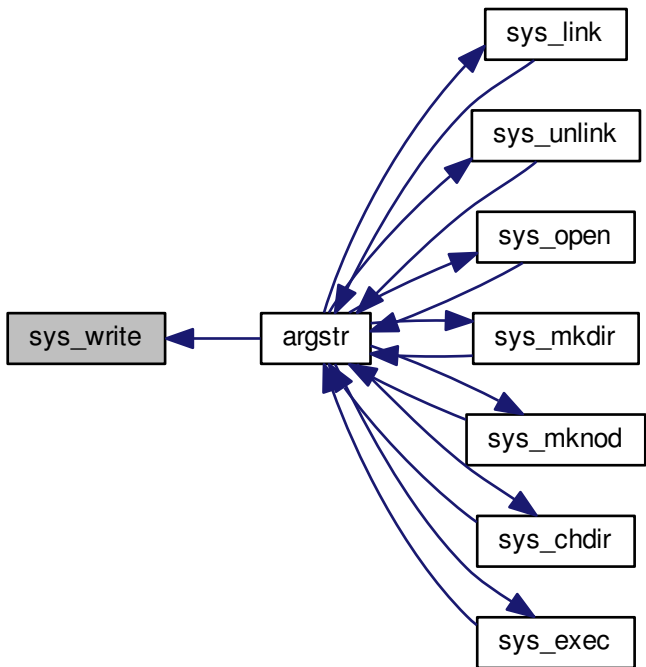 sys_link
sys_unlink
sys_open
sys_write
argstr
sys_mkdir
sys_mknod
sys_chdir
sys_exec